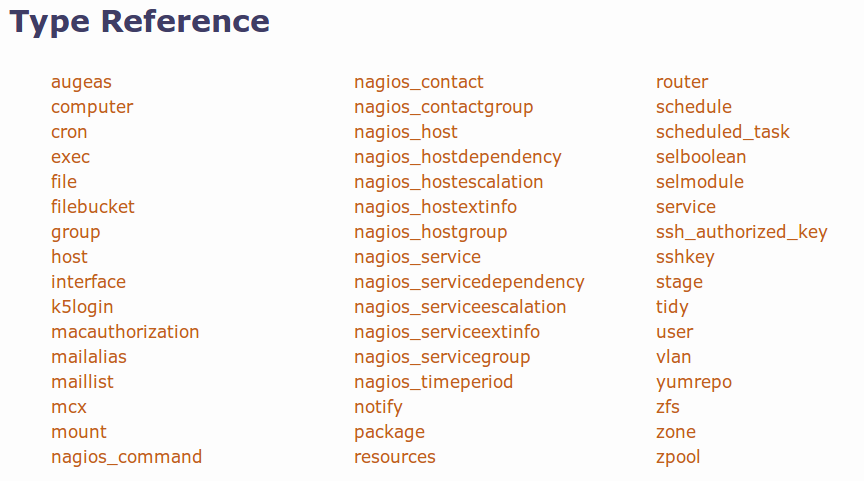 Type Reference
augeas
computer
cron
exec
file
filebucket
group
host
interface
k5login
macauthorization
mailalias
maillist
mcx
mount
nagios_command
nagios_contact
nagios_contactgroup
nagios_host
nagios_hostdependency
nagios_hostescalation
nagios_hostextinfo
nagios_hostgroup
nagios_service
nagios_servicedependency
nagios_serviceescalation
nagios_serviceextinfo
nagios_servicegroup
nagios_timeperiod
notify
package
resources
router
schedule
scheduled_task
selboolean
selmodule
service
ssh_authorized_key
sshkey
stage
tidy
user
vlan
yumrepo
zfs
zone
zpool